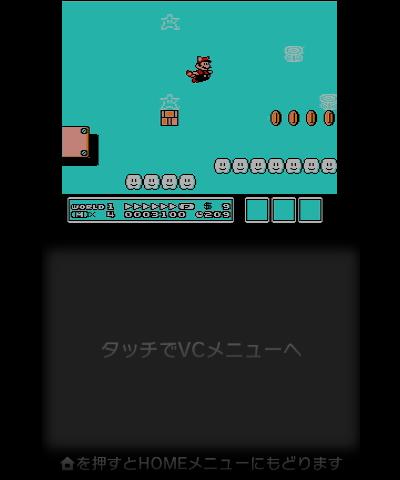 WORLD 1 ▶▶▶▶▶▶ P $ 9
M× 4 0003100 209
タッチでVCメニューへ
を押すとHOMEメニューにもどります